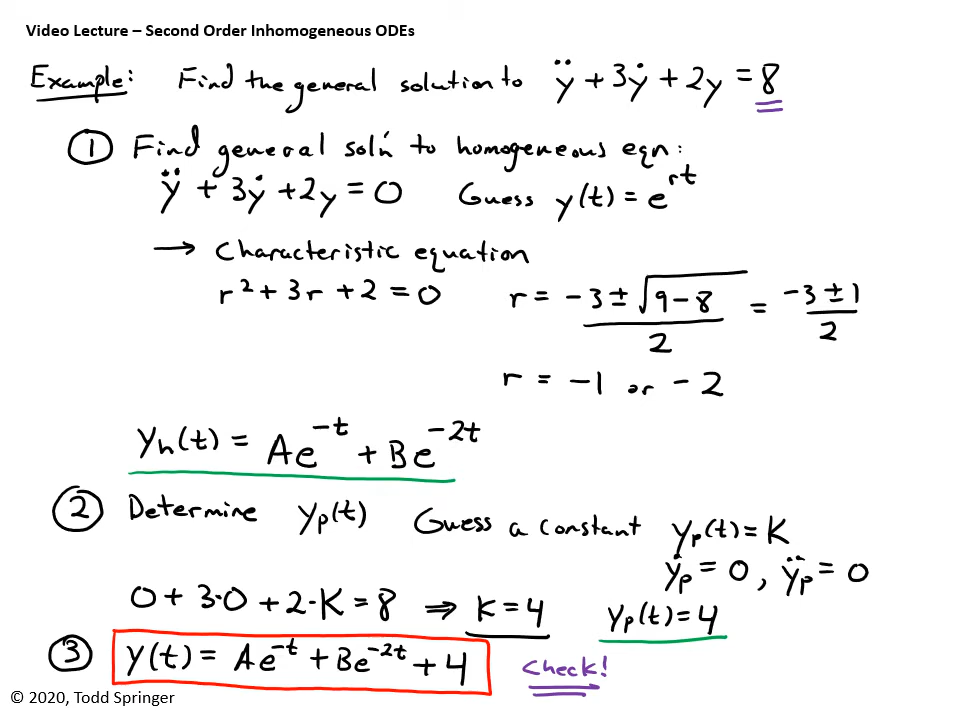 Video Lecture – Second Order Inhomogeneous ODEs
Example: Find the general solution to ÿ + 3ẏ + 2y = 8
① Find general sol'n to homogeneous eqn:
ÿ + 3ẏ + 2y = 0 Guess y(t) = e^{rt}
→ Characteristic equation
r² + 3r + 2 = 0 r = (-3 ± √(9-8))/2 = (-3 ± 1)/2
r = -1 or -2
y_h(t) = Ae^{-t} + Be^{-2t}
② Determine y_p(t) Guess a constant y_p(t) = K
ẏ_p = 0, ÿ_p = 0
0 + 3·0 + 2·K = 8 ⇒ K = 4 y_p(t) = 4
③ y(t) = Ae^{-t} + Be^{-2t} + 4 Check!
© 2020, Todd Springer